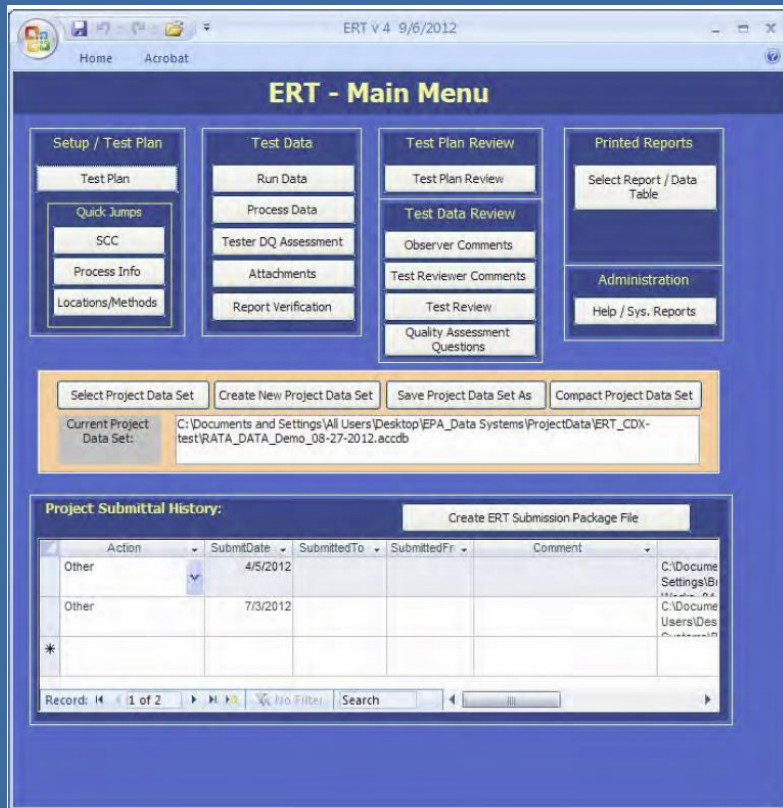 ERT v 4 9/6/2012
Home Acrobat
ERT - Main Menu
Setup / Test Plan
Test Plan
Quick Jumps
SCC
Process Info
Locations/Methods
Test Data
Run Data
Process Data
Tester DQ Assessment
Attachments
Report Verification
Test Plan Review
Test Plan Review
Test Data Review
Observer Comments
Test Reviewer Comments
Test Review
Quality Assessment
Questions
Printed Reports
Select Report / Data
Table
Administration
Help / Sys. Reports
Select Project Data Set Create New Project Data Set Save Project Data Set As Compact Project Data Set
Current Project
Data Set:
C:\Documents and Settings\All Users\Desktop\EPA_Data Systems\ProjectData\ERT_CDX-
test\RATA_DATA_Demo_08-27-2012.accdb
Project Submittal History:
Create ERT Submission Package File
Action SubmitDate SubmittedTo SubmittedFr Comment
Other 4/5/2012 C:\Docume
Settings\Br
Other 7/3/2012 C:\Docume
Users\Des
Record: 1 of 2 No Filter Search